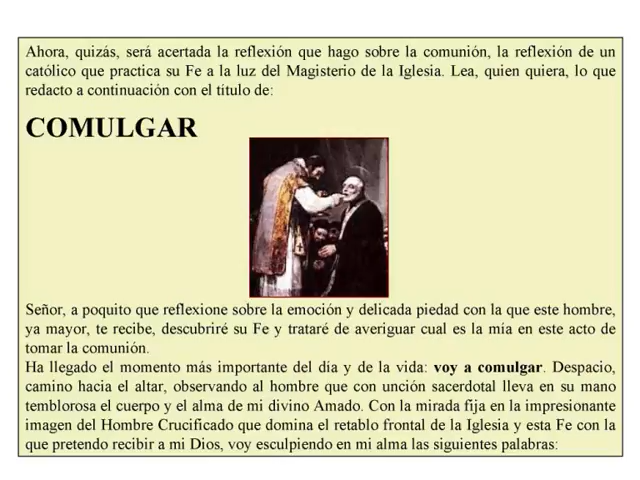 Ahora, quizás, será acertada la reflexión que hago sobre la comunión, la reflexión de un
católico que practica su Fe a la luz del Magisterio de la Iglesia. Lea, quien quiera, lo que
redacto a continuación con el título de:
COMULGAR
Señor, a poquito que reflexione sobre la emoción y delicada piedad con la que este hombre,
ya mayor, te recibe, descubriré su Fe y trataré de averiguar cual es la mía en este acto de
tomar la comunión.
Ha llegado el momento más importante del día y de la vida: voy a comulgar. Despacio,
camino hacia el altar, observando al hombre que con unción sacerdotal lleva en su mano
temblorosa el cuerpo y el alma de mi divino Amado. Con la mirada fija en la impresionante
imagen del Hombre Crucificado que domina el retablo frontal de la Iglesia y esta Fe con la
que pretendo recibir a mi Dios, voy esculpiendo en mi alma las siguientes palabras: